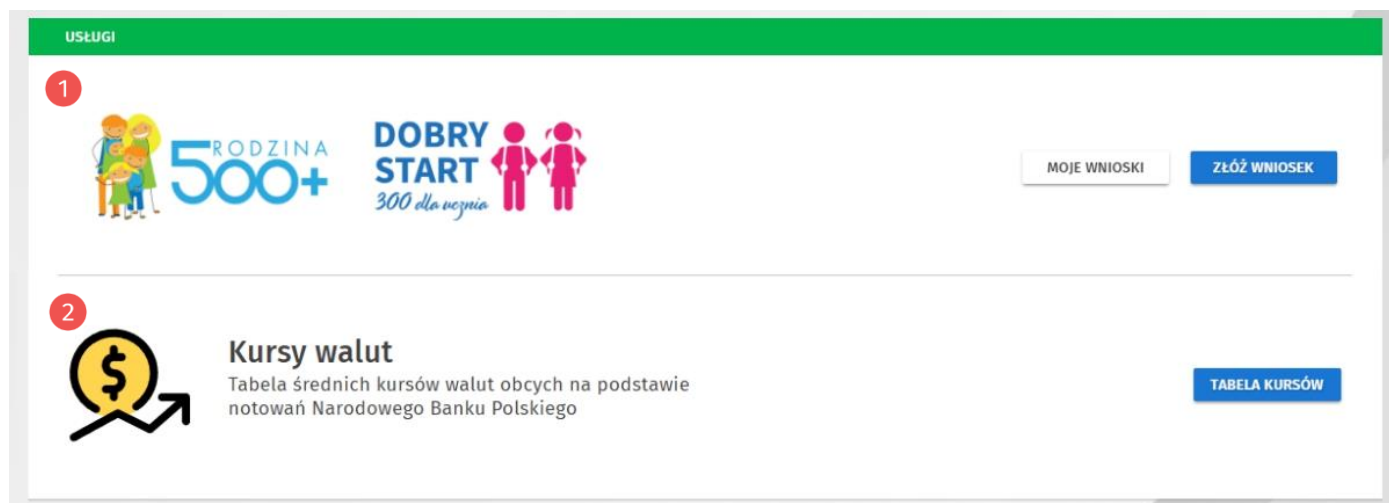 USŁUGI
1
RODZINA
500+
DOBRY
START
300 dla ucznia
MOJE WNIOSKI
ZŁÓŻ WNIOSEK
2
$
Kursy walut
Tabela średnich kursów walut obcych na podstawie
notowań Narodowego Banku Polskiego
TABELA KURSÓW